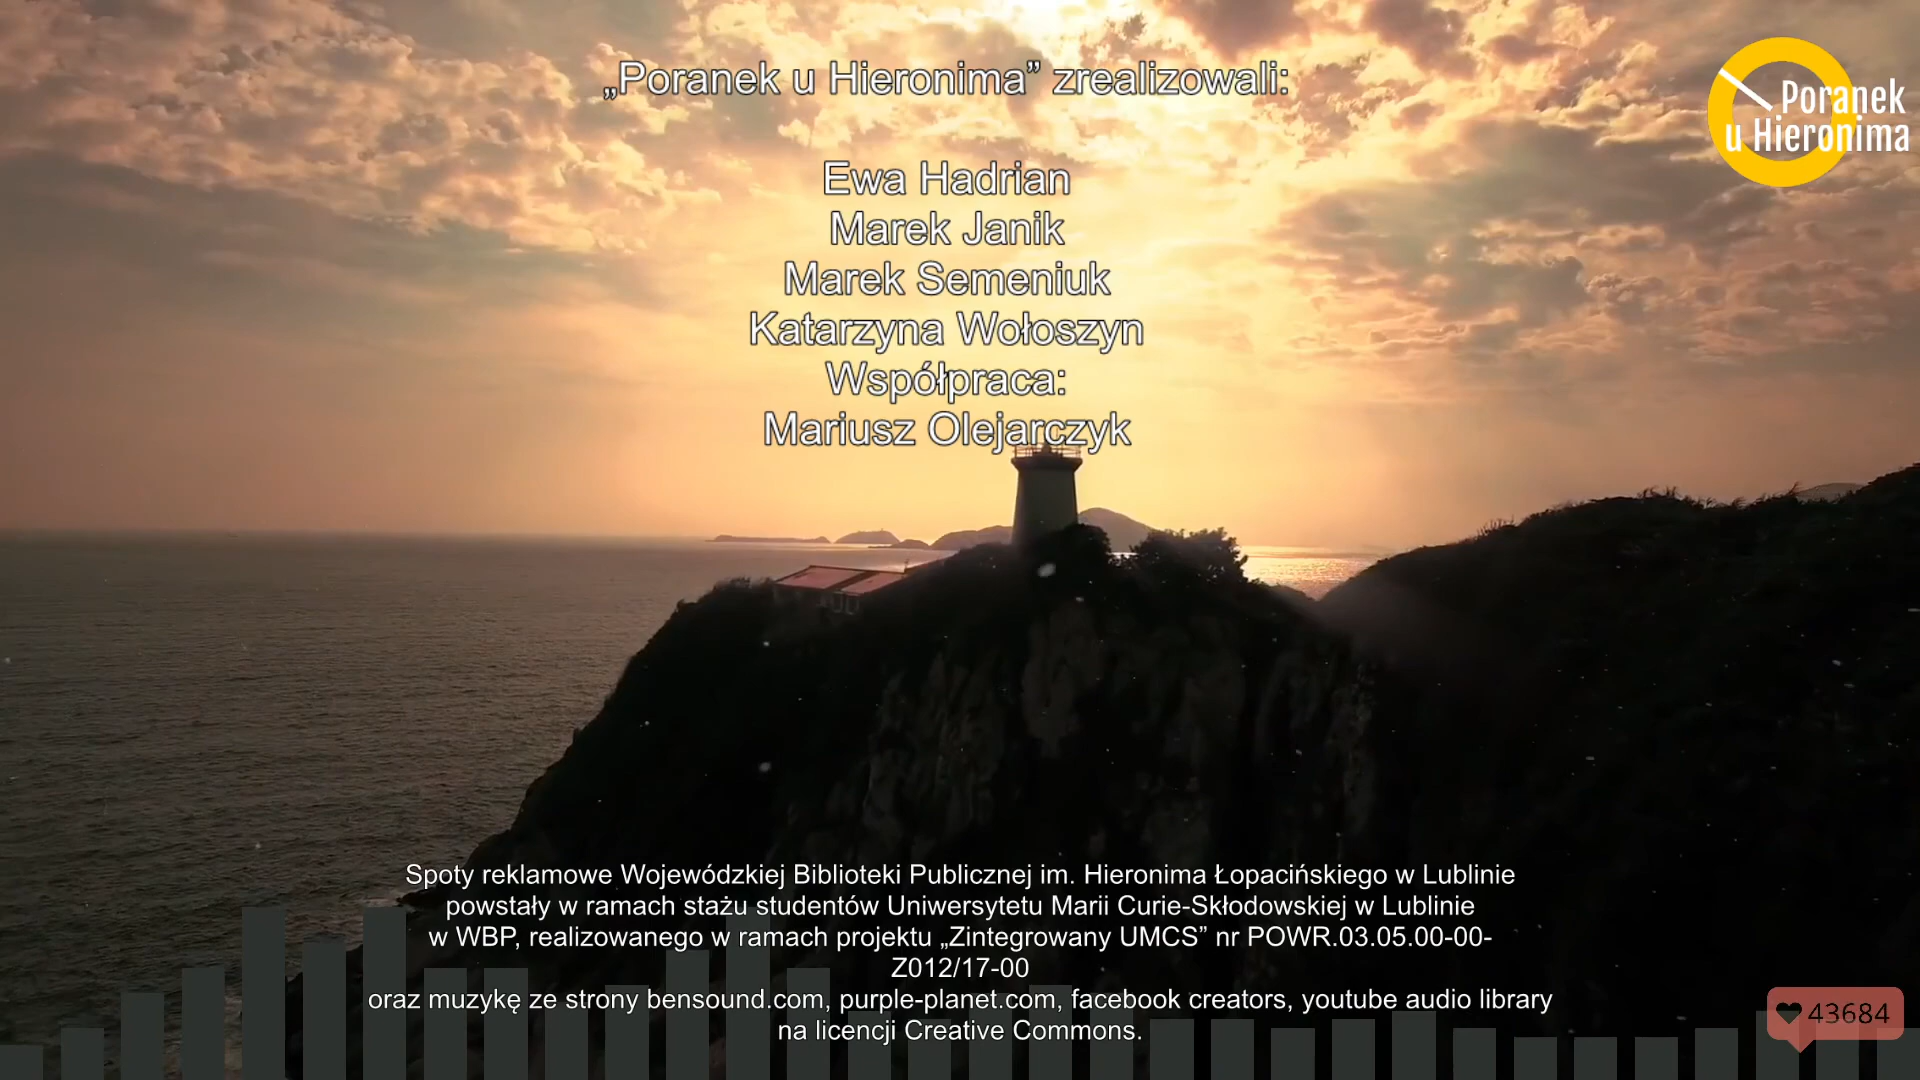 „Poranek u Hieronima” zrealizowali:
Poranek
u Hieronima
Ewa Hadrian
Marek Janik
Marek Semeniuk
Katarzyna Wołoszyn
Współpraca:
Mariusz Olejarczyk
Spoty reklamowe Wojewódzkiej Biblioteki Publicznej im. Hieronima Łopacińskiego w Lublinie
powstały w ramach stażu studentów Uniwersytetu Marii Curie-Skłodowskiej w Lublinie
w WBP, realizowanego w ramach projektu „Zintegrowany UMCS” nr POWR.03.05.00-00-
Z012/17-00
oraz muzykę ze strony bensound.com, purple-planet.com, facebook creators, youtube audio library
na licencji Creative Commons.
43684